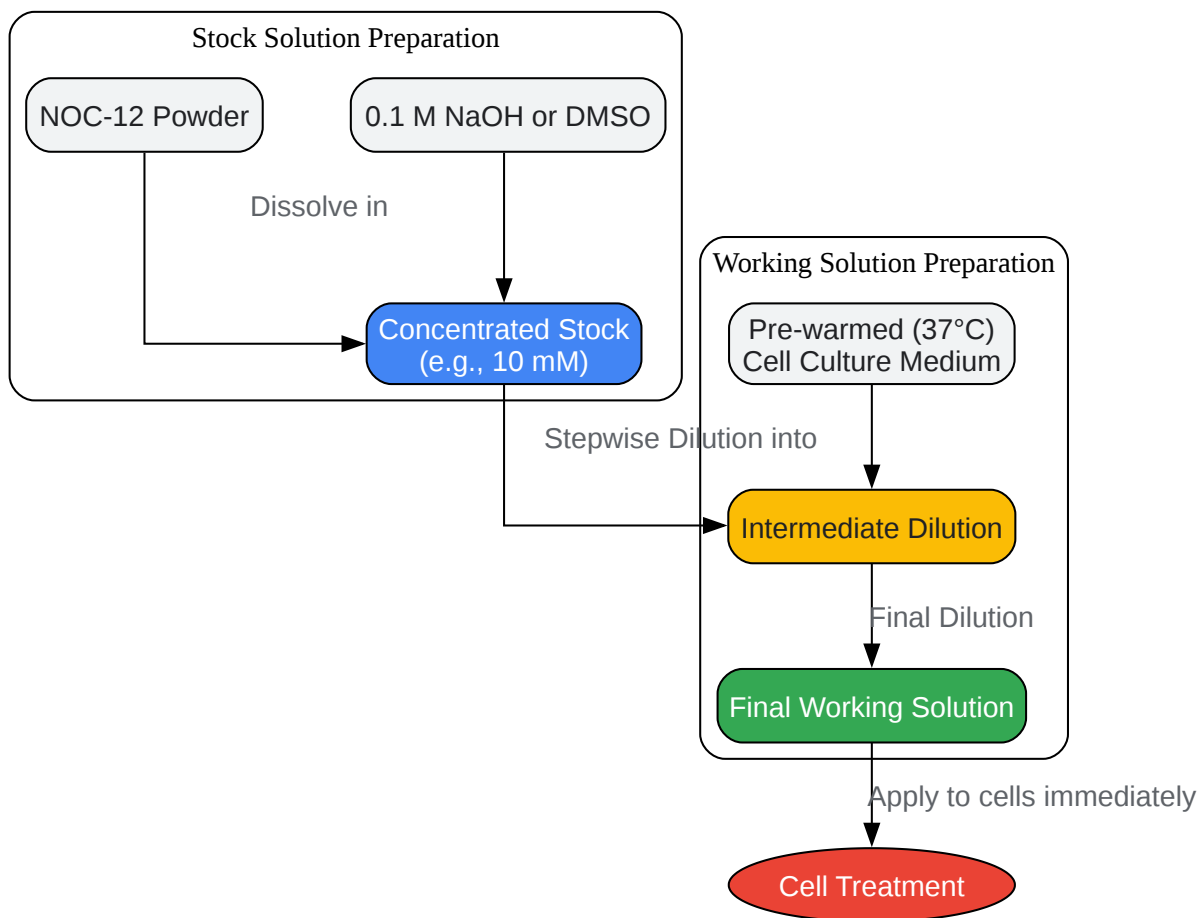 Stock Solution Preparation
NOC-12 Powder
0.1 M NaOH or DMSO
Dissolve in
Concentrated Stock
(e.g., 10 mM)
Working Solution Preparation
Pre-warmed (37°C)
Cell Culture Medium
Stepwise Dilution into
Intermediate Dilution
Final Dilution
Final Working Solution
Apply to cells immediately
Cell Treatment